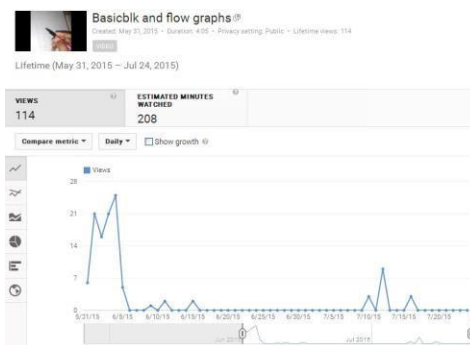 Basicblk and flow graphs
Created: May 31, 2015 • Duration: 4:05 • Privacy setting: Public • Lifetime views: 114
VIDEO
Lifetime (May 31, 2015 – Jul 24, 2015)
VIEWS
114
ESTIMATED MINUTES WATCHED
208
Compare metric
Daily
Show growth
Views
28
21
14
7
0
5/31/15 6/5/15 6/10/15 6/15/15 6/20/15 6/25/15 6/30/15 7/5/15 7/10/15 7/15/15 7/20/15
Jun 2015 Jul 2015